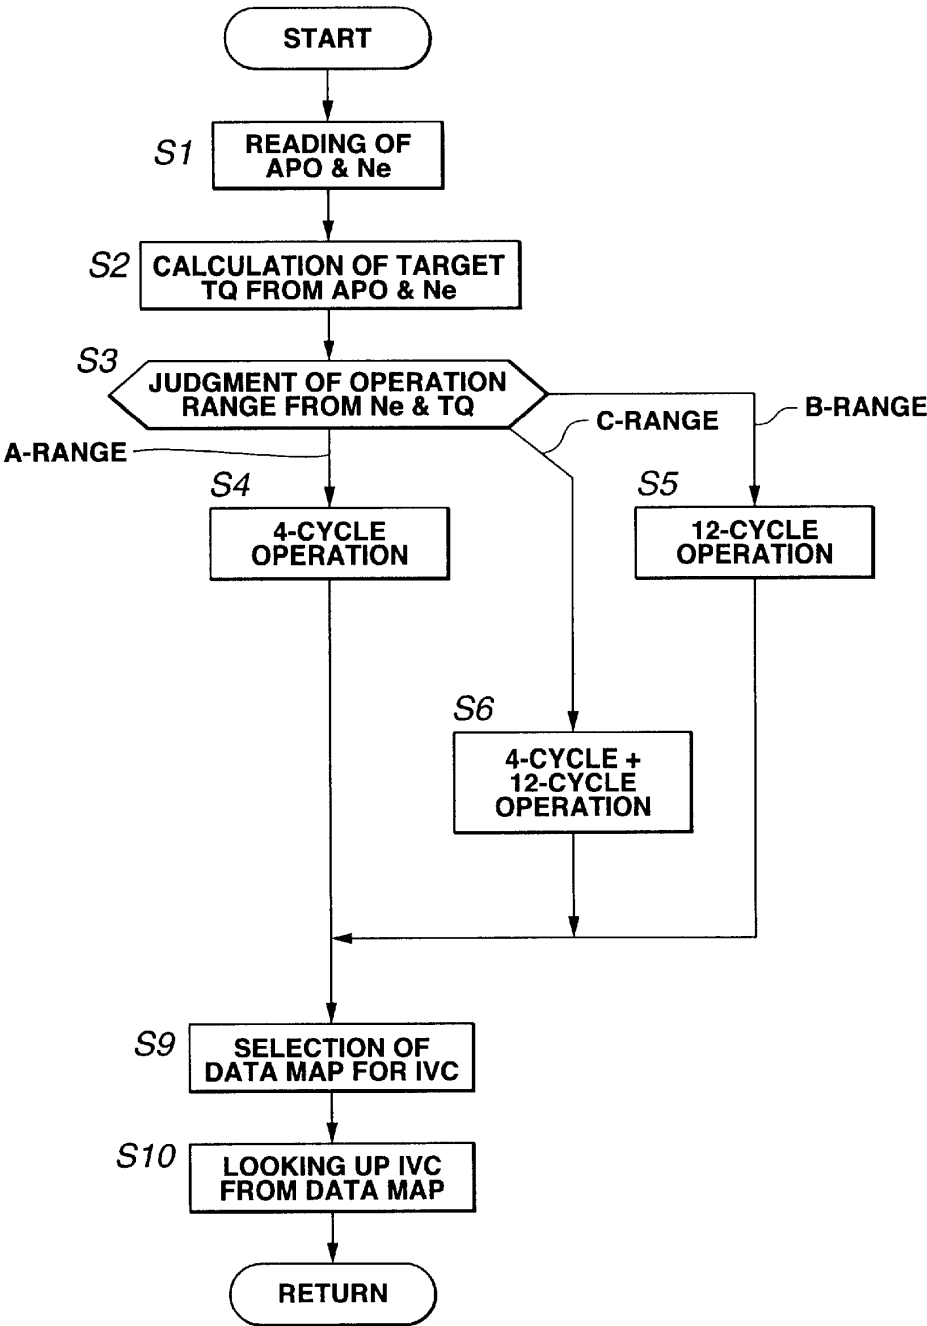 START
S1
READING OF
APO & Ne
S2
CALCULATION OF TARGET
TQ FROM APO & Ne
S3
JUDGMENT OF OPERATION
RANGE FROM Ne & TQ
B-RANGE
C-RANGE
A-RANGE
S4
4-CYCLE
OPERATION
S5
12-CYCLE
OPERATION
S6
4-CYCLE +
12-CYCLE
OPERATION
S9
SELECTION OF
DATA MAP FOR IVC
S10
LOOKING UP IVC
FROM DATA MAP
RETURN